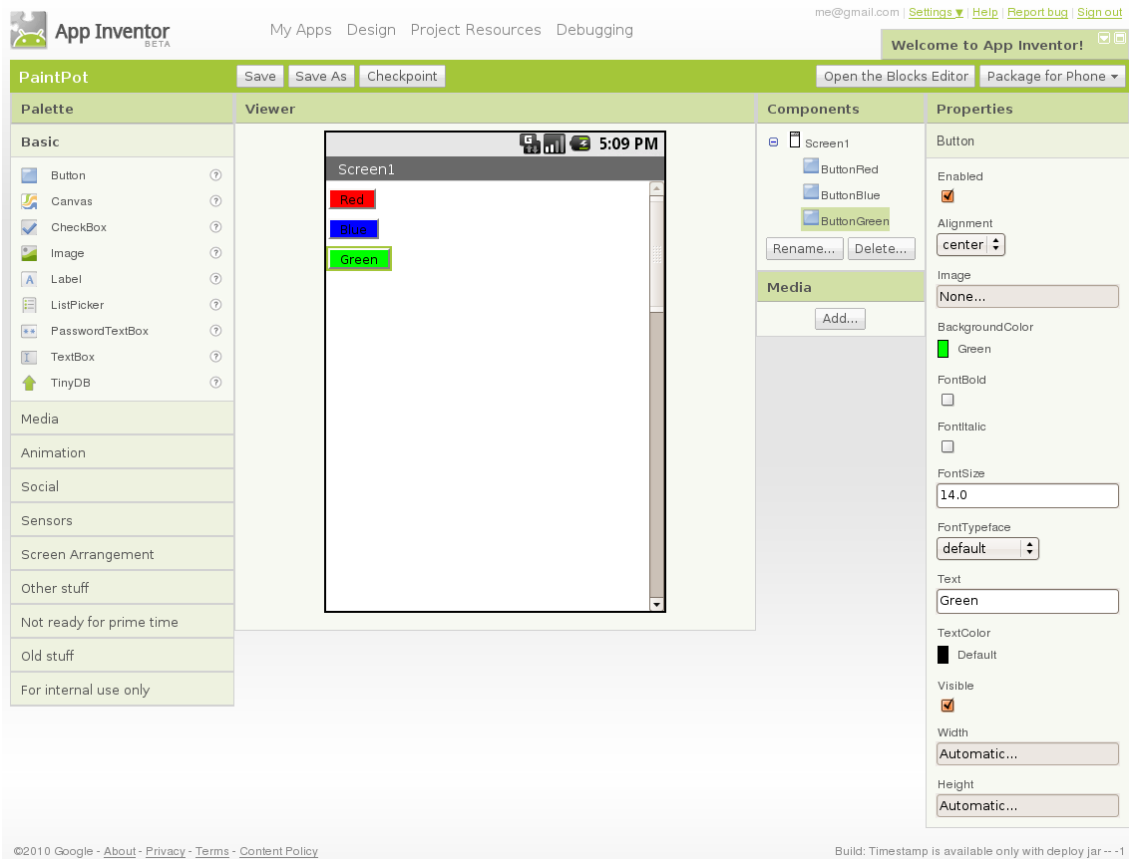 me@gmail.com | Settings ▼ | Help | Report bug | Sign out
App Inventor
BETA
My Apps Design Project Resources Debugging
Welcome to App Inventor!
PaintPot
Save Save As Checkpoint
Open the Blocks Editor Package for Phone
Palette
Basic
Button
Canvas
CheckBox
Image
Label
ListPicker
PasswordTextBox
TextBox
TinyDB
Media
Animation
Social
Sensors
Screen Arrangement
Other stuff
Not ready for prime time
Old stuff
For internal use only
Viewer
5:09 PM
Screen1
Red
Blue
Green
Components
Screen1
ButtonRed
ButtonBlue
ButtonGreen
Rename... Delete...
Media
Add...
Properties
Button
Enabled
Alignment
center
Image
None...
BackgroundColor
Green
FontBold
FontItalic
FontSize
14.0
FontTypeface
default
Text
Green
TextColor
Default
Visible
Width
Automatic...
Height
Automatic...
©2010 Google - About - Privacy - Terms - Content Policy
Build: Timestamp is available only with deploy jar -- -1